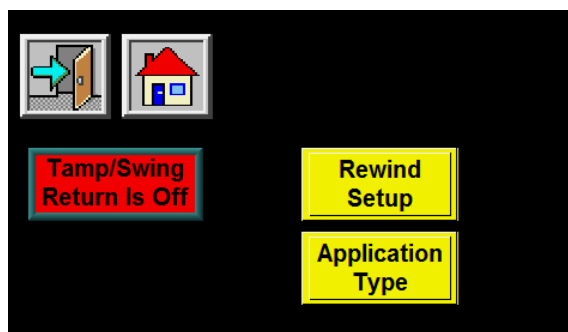 Tamp/Swing
Return Is Off
Rewind
Setup
Application
Type